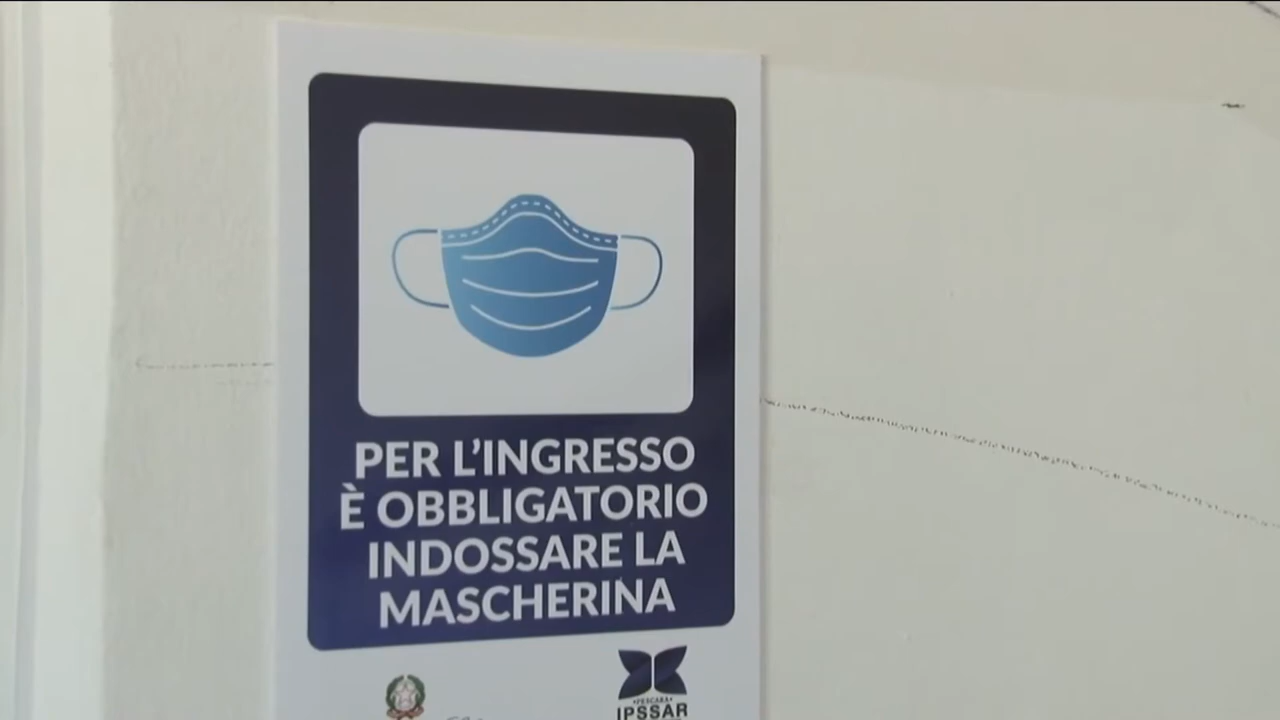 PER L'INGRESSO
È OBBLIGATORIO
INDOSSARE LA
MASCHERINA
PESCARA
IPSSAR